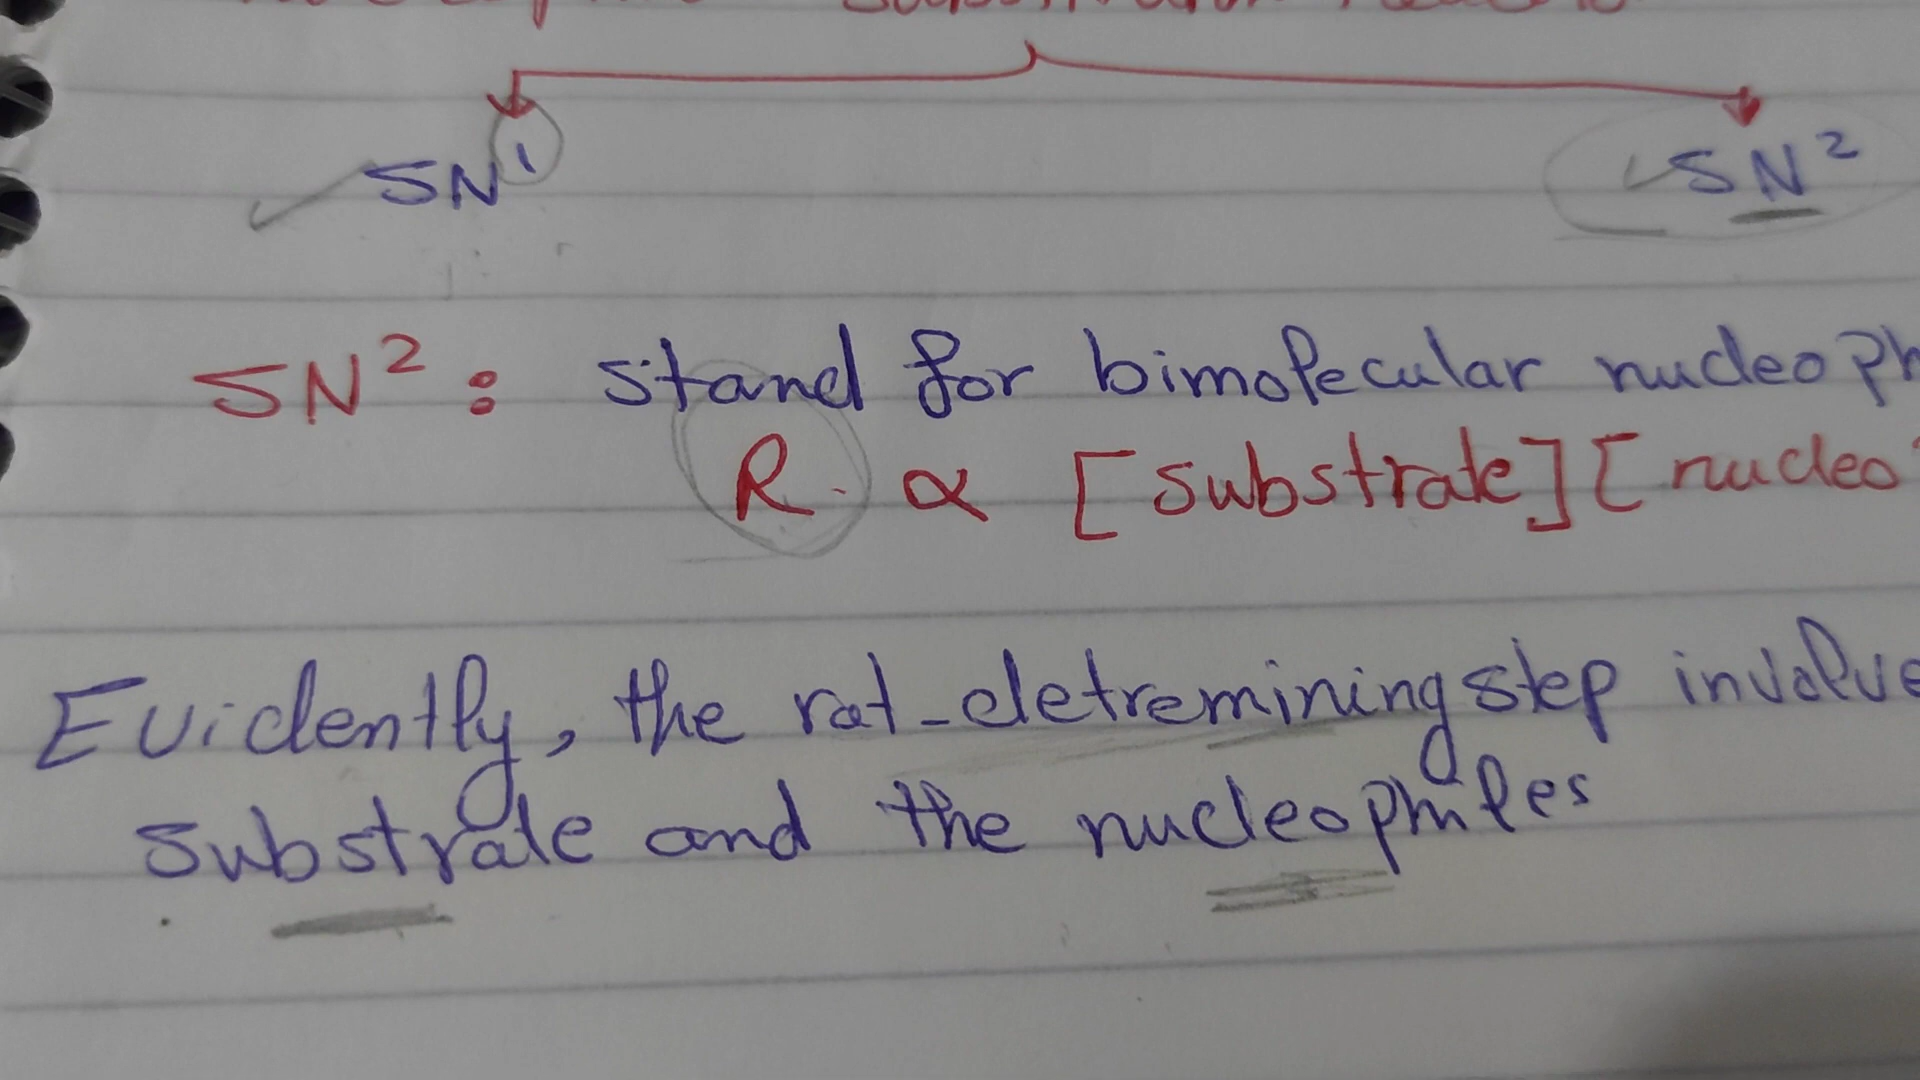 SN¹ SN²
SN²: stand for bimolecular nucleoph
R ∝ [substrate][nucleo
Evidently, the rat-detremining step involve
substrate and the nucleophiles